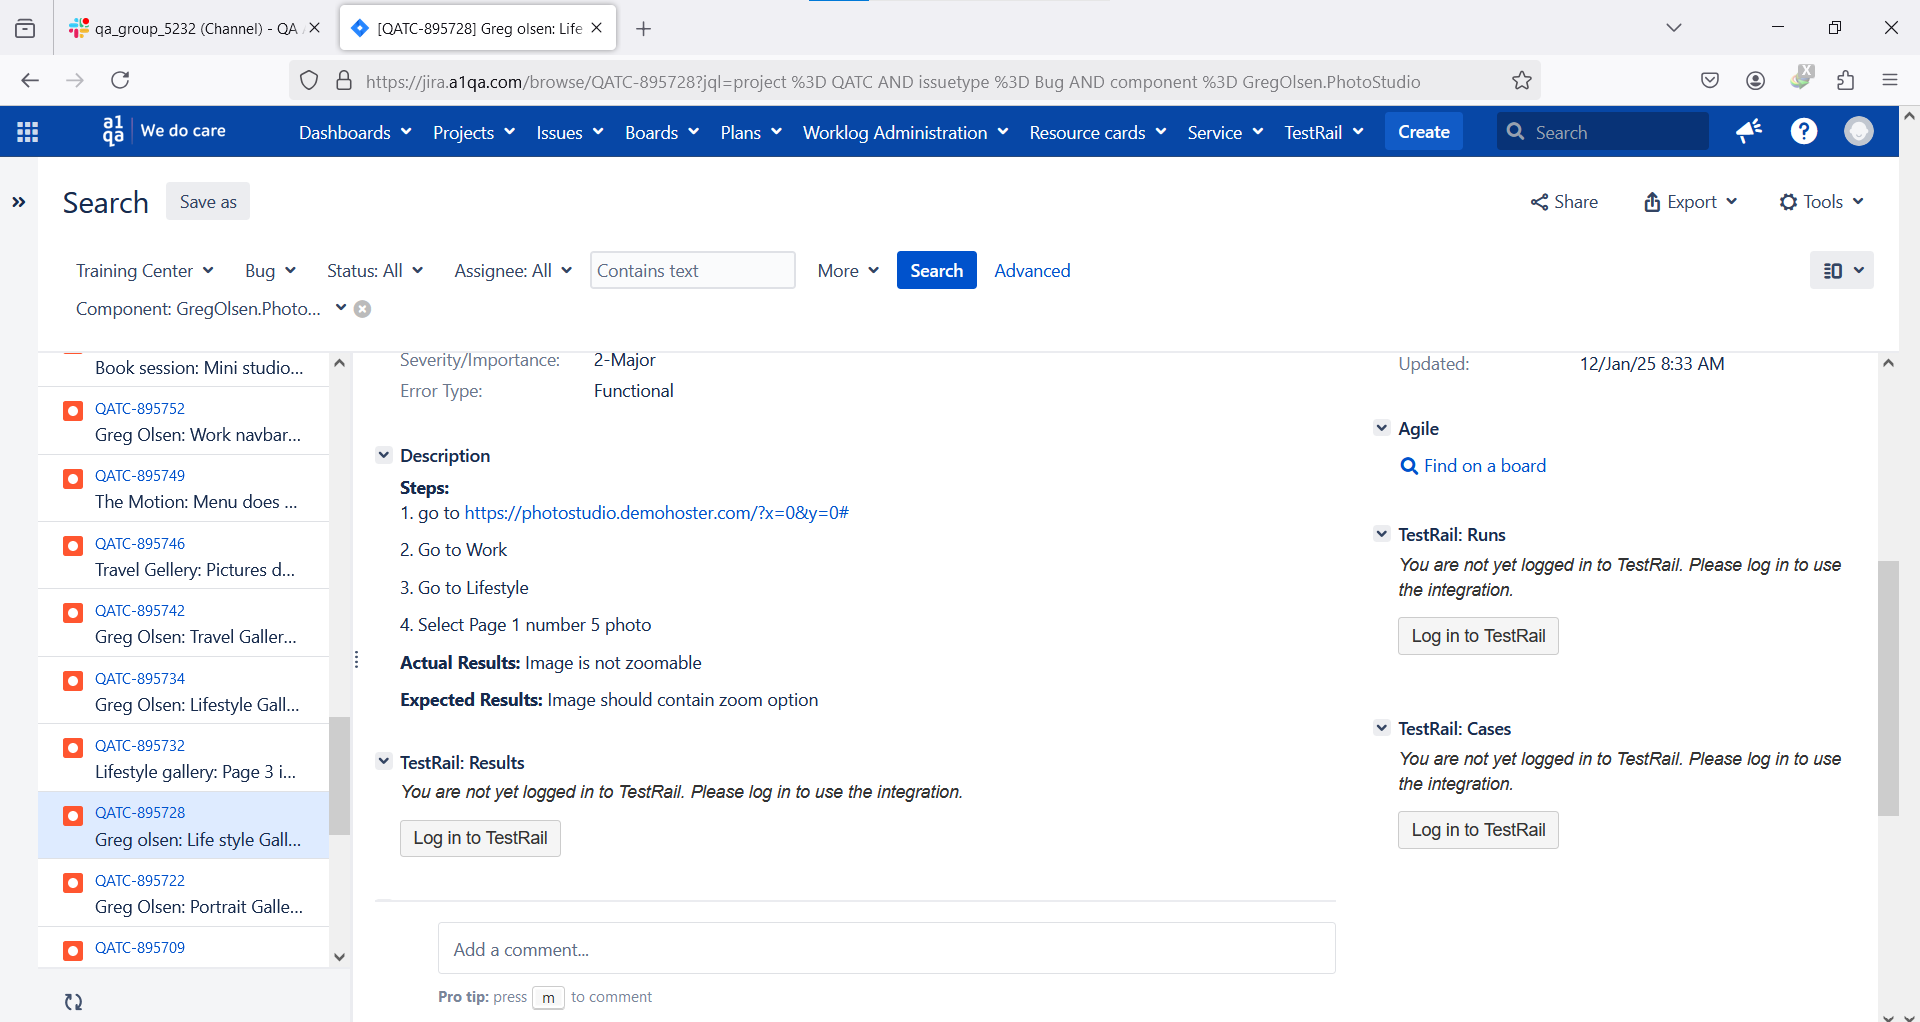 qa_group_5232 (Channel) - QA
[QATC-895728] Greg olsen: Life
https://jira.a1qa.com/browse/QATC-895728?jql=project %3D QATC AND issuetype %3D Bug AND component %3D GregOlsen.PhotoStudio
a1 qa We do care
Dashboards Projects Issues Boards Plans Worklog Administration Resource cards Service TestRail Create Search
Search Save as Share Export Tools
Training Center Bug Status: All Assignee: All Contains text More Search Advanced
Component: GregOlsen.Photo...
Book session: Mini studio...
QATC-895752
Greg Olsen: Work navbar...
QATC-895749
The Motion: Menu does ...
QATC-895746
Travel Gellery: Pictures d...
QATC-895742
Greg Olsen: Travel Galler...
QATC-895734
Greg Olsen: Lifestyle Gall...
QATC-895732
Lifestyle gallery: Page 3 i...
QATC-895728
Greg olsen: Life style Gall...
QATC-895722
Greg Olsen: Portrait Galle...
QATC-895709
Severity/Importance: 2-Major
Error Type: Functional
Description
Steps:
1. go to https://photostudio.demohoster.com/?x=0&y=0#
2. Go to Work
3. Go to Lifestyle
4. Select Page 1 number 5 photo
Actual Results: Image is not zoomable
Expected Results: Image should contain zoom option
TestRail: Results
You are not yet logged in to TestRail. Please log in to use the integration.
Log in to TestRail
Add a comment...
Pro tip: press m to comment
Updated: 12/Jan/25 8:33 AM
Agile
Find on a board
TestRail: Runs
You are not yet logged in to TestRail. Please log in to use
the integration.
Log in to TestRail
TestRail: Cases
You are not yet logged in to TestRail. Please log in to use
the integration.
Log in to TestRail